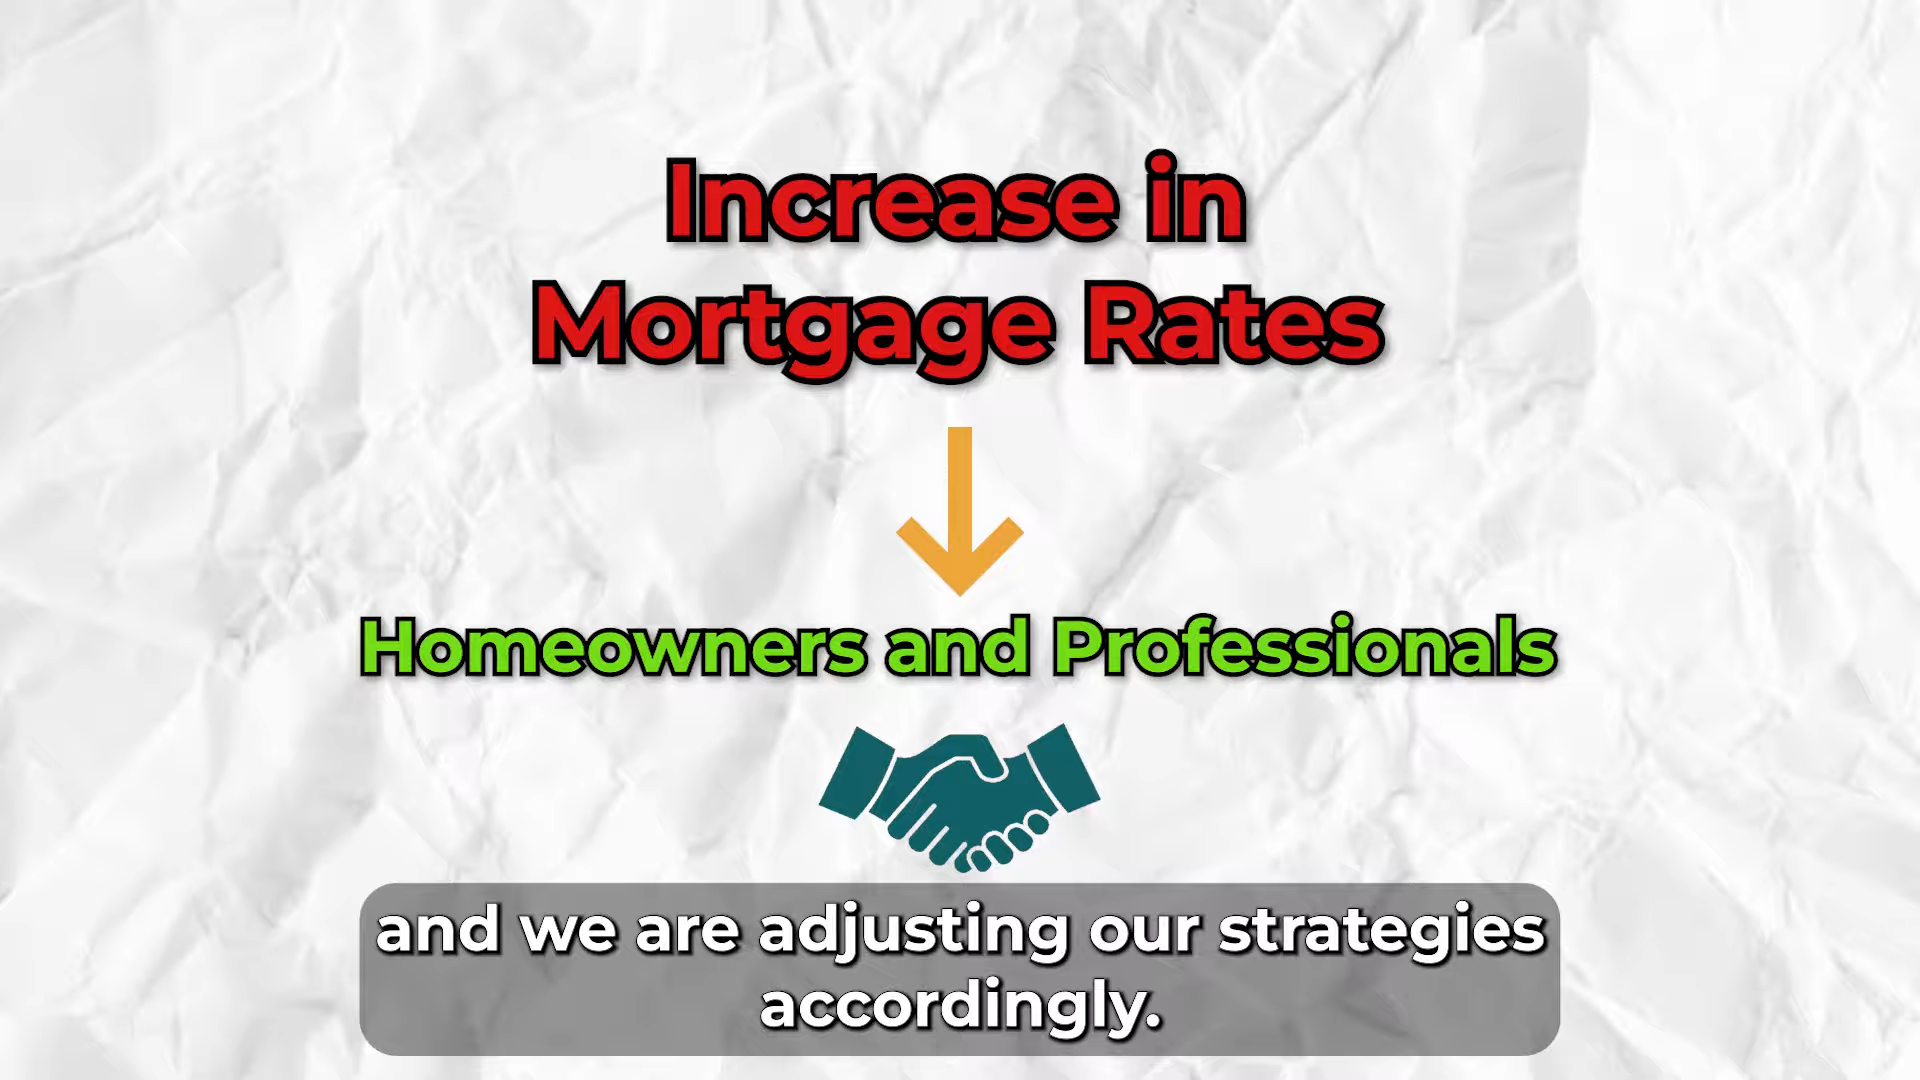 Increase in
Mortgage Rates
Homeowners and Professionals
and we are adjusting our strategies
accordingly.